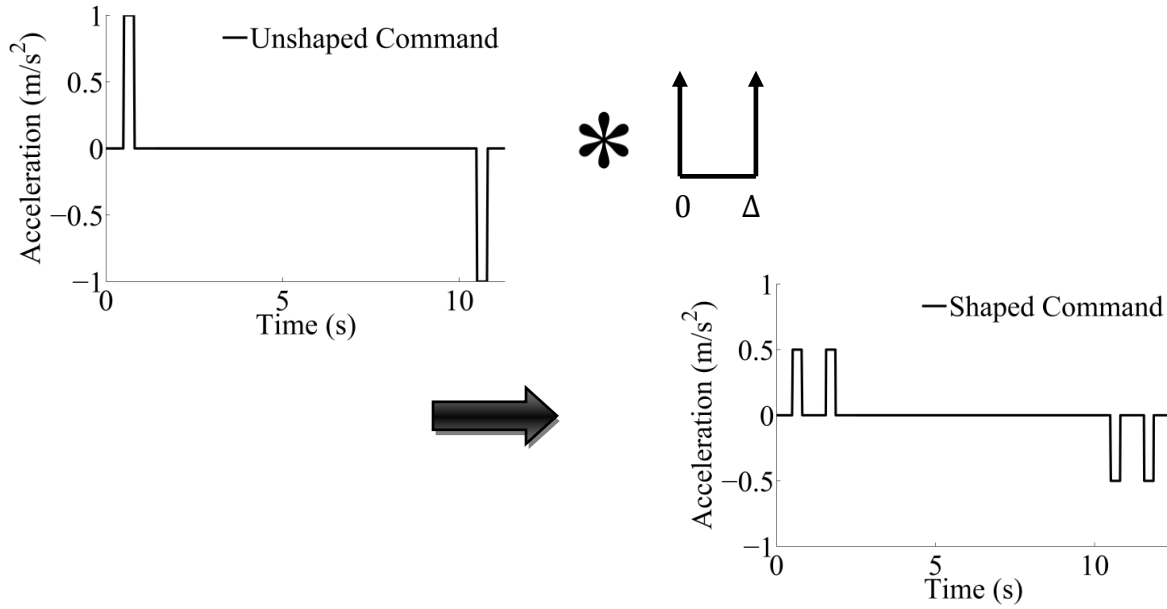 1
Unshaped Command
0.5
0
−0.5
−1
Acceleration (m/s²)
0 5 10
Time (s)
*
0 Δ
1
Shaped Command
0.5
0
−0.5
−1
Acceleration (m/s²)
0 5 10
Time (s)